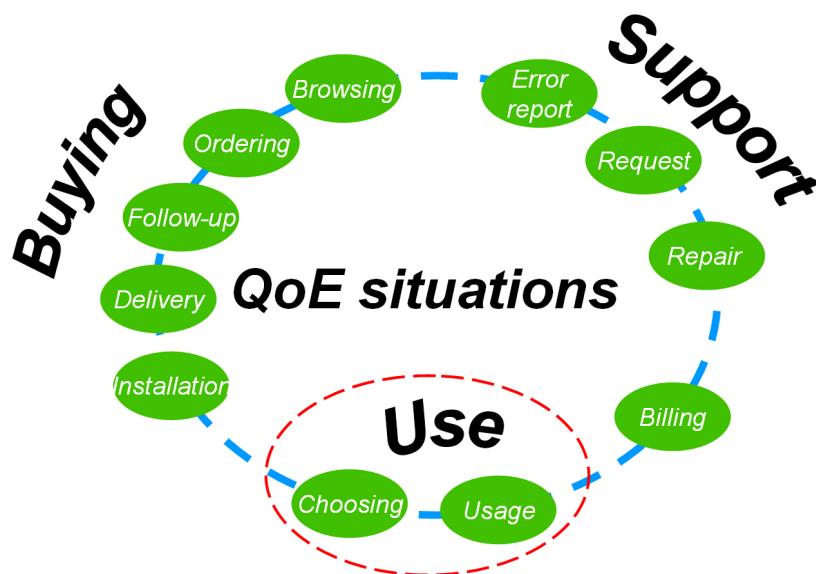 Buying
Support
Browsing
Error
report
Ordering
Request
Follow-up
Repair
Delivery
QoE situations
Installation
Use
Billing
Choosing
Usage